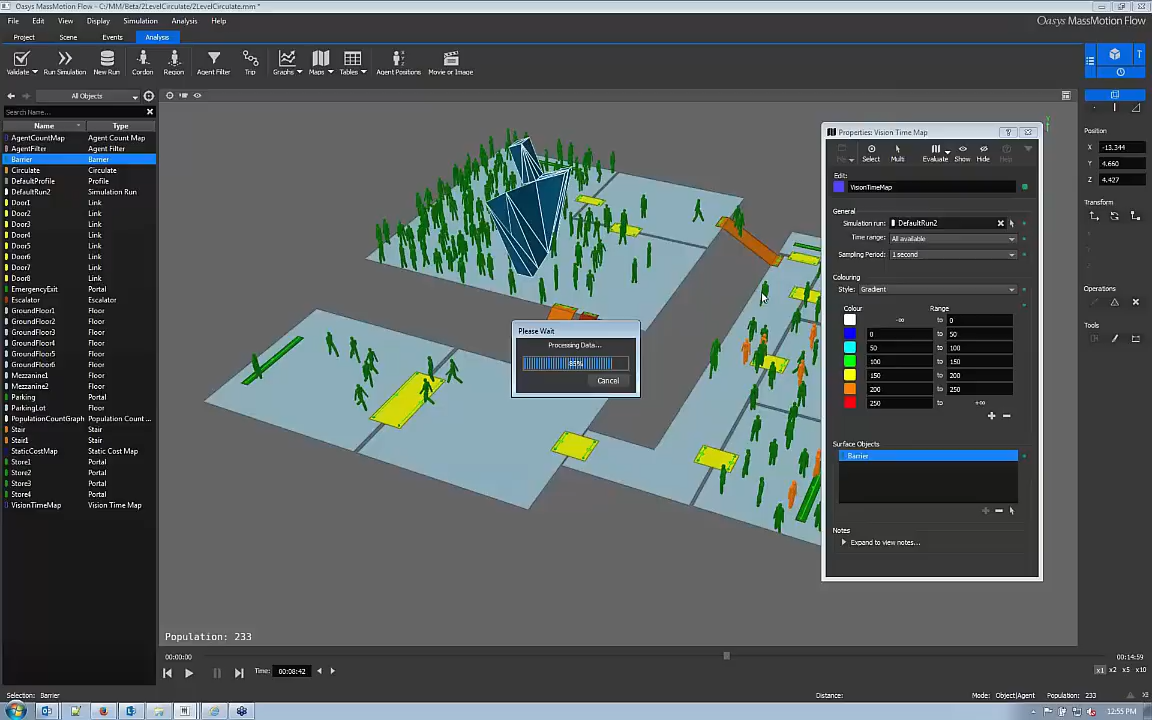 Oasys MassMotion Flow - C:/MM/Beta/2LevelCirculate/2LevelCirculate.mm *
File Edit View Display Simulation Analysis Help
Oasys MassMotion Flow
Project Scene Events Analysis
Validate Run Simulation New Run Cordon Region Agent Filter Trip Graphs Maps Tables Agent Positions Movie or Image
All Objects
Search Name...
Name Type
AgentCountMap Agent Count Map
AgentFilter Agent Filter
Barrier Barrier
Circulate Circulate
DefaultProfile Profile
DefaultRun2 Simulation Run
Door1 Link
Door2 Link
Door3 Link
Door4 Link
Door5 Link
Door6 Link
Door7 Link
Door8 Link
EmergencyExit Portal
Escalator Escalator
GroundFloor1 Floor
GroundFloor2 Floor
GroundFloor3 Floor
GroundFloor4 Floor
GroundFloor5 Floor
GroundFloor6 Floor
Mezzanine1 Floor
Mezzanine2 Floor
Parking Portal
ParkingLot Floor
PopulationCountGraph Population Count ...
Stair Stair
Stair1 Stair
StaticCostMap Static Cost Map
Store1 Portal
Store2 Portal
Store3 Portal
Store4 Portal
VisionTimeMap Vision Time Map
Please Wait
Processing Data...
85%
Cancel
Properties: Vision Time Map
Select Multi Evaluate Show Hide Help
Edit:
VisionTimeMap
General
Simulation run: DefaultRun2
Time range: All available
Sampling Period: 1 second
Colouring
Style: Gradient
Colour Range
-∞ to 0
0 to 50
50 to 100
100 to 150
150 to 200
200 to 250
250 to +∞
Surface Objects
Barrier
Notes
Expand to view notes...
Position
X -13.344
Y 4.660
Z 4.427
Transform
Operations
Tools
Population: 233
00:00:00 00:14:59
Time: 00:08:42 x1 x2 x5 x10
Selection: Barrier Distance: Mode: Object|Agent Population: 233
12:55 PM